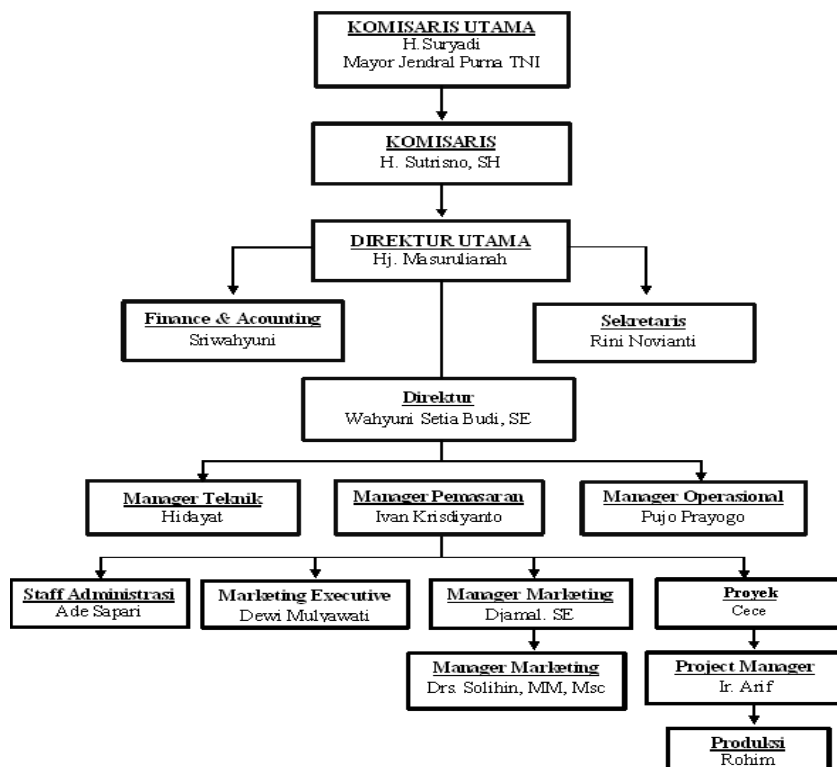 KOMISARIS UTAMA
H.Suryadi
Mayor Jendral Purna TNI
KOMISARIS
H. Sutrisno, SH
DIREKTUR UTAMA
Hj. Masurulianah
Finance & Acounting
Sriwahyuni
Sekretaris
Rini Novianti
Direktur
Wahyuni Setia Budi, SE
Manager Teknik
Hidayat
Manager Pemasaran
Ivan Krisdiyanto
Manager Operasional
Pujo Prayogo
Staff Administrasi
Ade Sapari
Marketing Executive
Dewi Mulyawati
Manager Marketing
Djamal. SE
Proyek
Cece
Manager Marketing
Drs. Solihin, MM, Msc
Project Manager
Ir. Arif
Produksi
Rohim